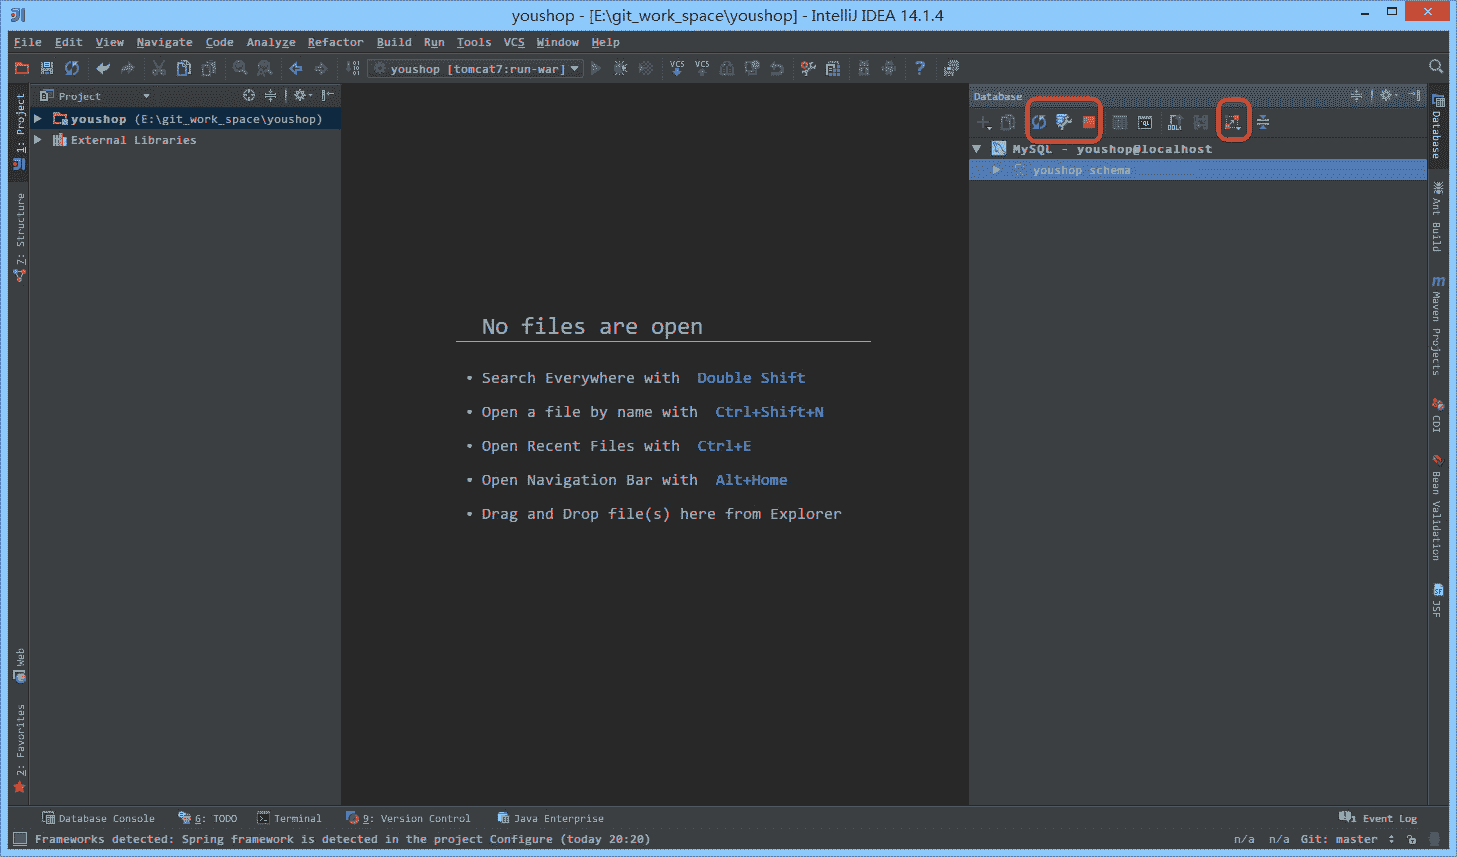 youshop - [E:\git_work_space\youshop] - IntelliJ IDEA 14.1.4
File Edit View Navigate Code Analyze Refactor Build Run Tools VCS Window Help
youshop [tomcat7:run-war]
VCS VCS
Project
Database
youshop (E:\git_work_space\youshop)
External Libraries
MySQL - youshop@localhost
youshop schema
1: Project
7: Structure
Web
2: Favorites
No files are open
• Search Everywhere with Double Shift
• Open a file by name with Ctrl+Shift+N
• Open Recent Files with Ctrl+E
• Open Navigation Bar with Alt+Home
• Drag and Drop file(s) here from Explorer
Database
Ant Build
Maven Projects
CDI
Bean Validation
JSF
Database Console 6: TODO Terminal 9: Version Control Java Enterprise 1 Event Log
Frameworks detected: Spring framework is detected in the project Configure (today 20:20) n/a n/a Git: master